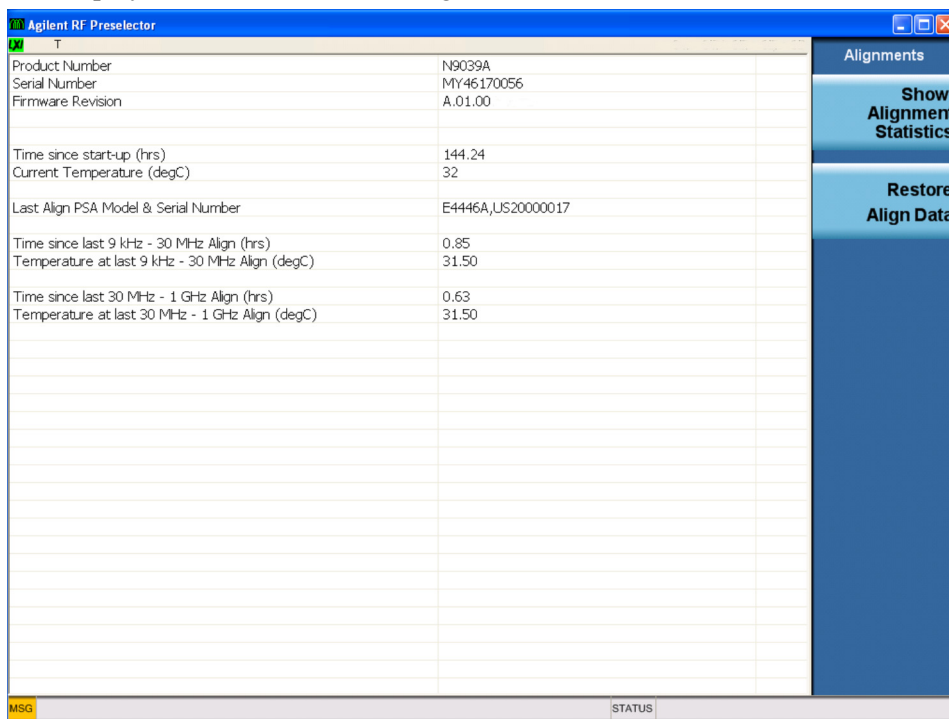 Agilent RF Preselector
LXI T
Product Number N9039A
Serial Number MY46170056
Firmware Revision A.01.00
Time since start-up (hrs) 144.24
Current Temperature (degC) 32
Last Align PSA Model & Serial Number E4446A,US20000017
Time since last 9 kHz - 30 MHz Align (hrs) 0.85
Temperature at last 9 kHz - 30 MHz Align (degC) 31.50
Time since last 30 MHz - 1 GHz Align (hrs) 0.63
Temperature at last 30 MHz - 1 GHz Align (degC) 31.50
Alignments
Show
Alignmen
Statistics
Restore
Align Data
MSG STATUS